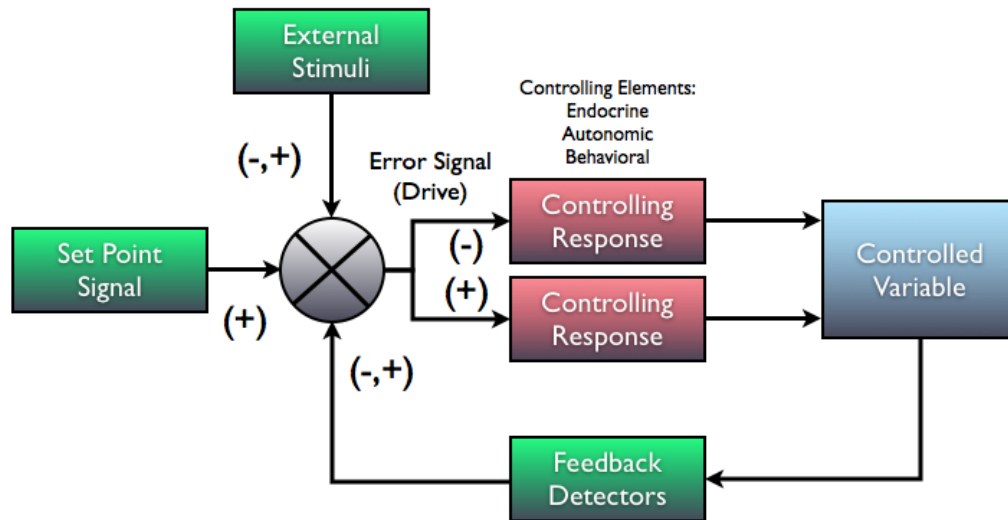 External
Stimuli
Controlling Elements:
Endocrine
Autonomic
Behavioral
(-,+)
Error Signal
(Drive)
Set Point
Signal
(+)
(-)
(+)
Controlling
Response
Controlling
Response
Controlled
Variable
(-,+)
Feedback
Detectors